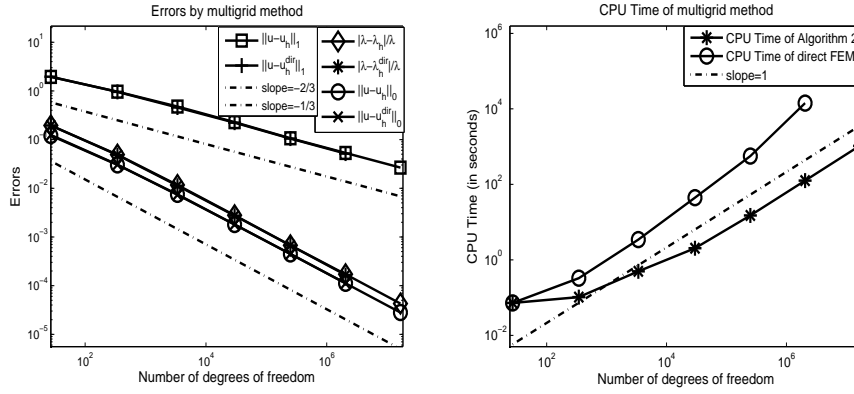 Errors by multigrid method
10^1
10^0
10^-1
10^-2
10^-3
10^-4
10^-5
Errors
10^2
10^4
10^6
Number of degrees of freedom
||u−u_h||_1
||u−u_h^dir||_1
slope=−2/3
slope=−1/3
|λ−λ_h|/λ
|λ−λ_h^dir|/λ
||u−u_h||_0
||u−u_h^dir||_0
CPU Time of multigrid method
10^6
10^4
10^2
10^0
10^-2
CPU Time (in seconds)
10^2
10^4
10^6
Number of degrees of freedom
CPU Time of Algorithm 2
CPU Time of direct FEM
slope=1